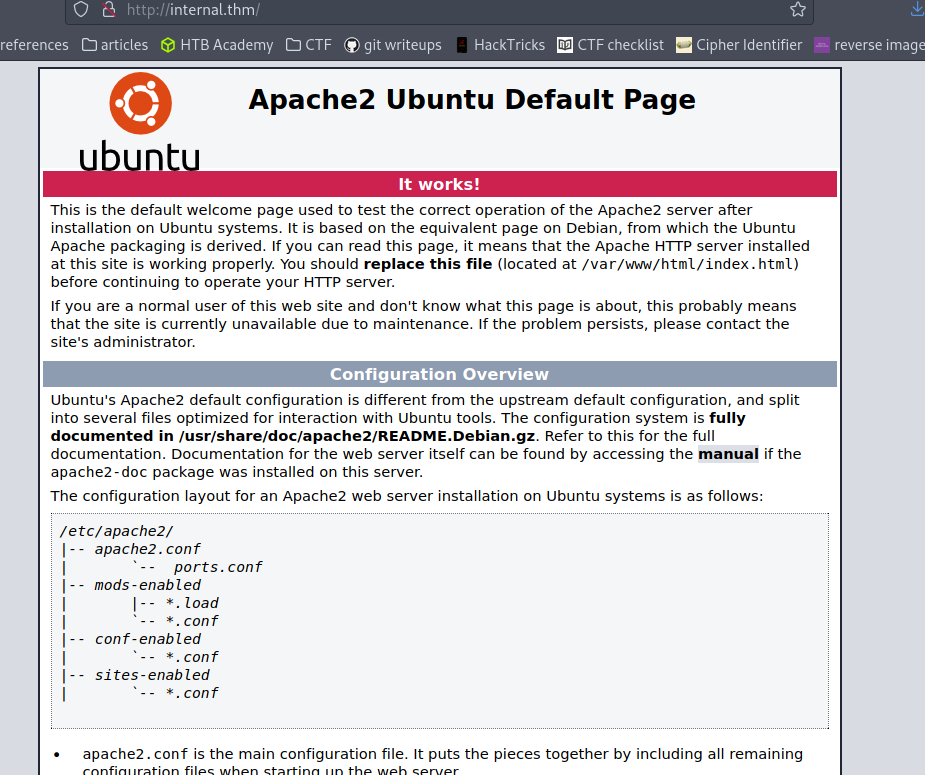 http://internal.thm/
references articles HTB Academy CTF git writeups HackTricks CTF checklist Cipher Identifier reverse image
ubuntu
Apache2 Ubuntu Default Page
It works!
This is the default welcome page used to test the correct operation of the Apache2 server after
installation on Ubuntu systems. It is based on the equivalent page on Debian, from which the Ubuntu
Apache packaging is derived. If you can read this page, it means that the Apache HTTP server installed
at this site is working properly. You should replace this file (located at /var/www/html/index.html)
before continuing to operate your HTTP server.
If you are a normal user of this web site and don't know what this page is about, this probably means
that the site is currently unavailable due to maintenance. If the problem persists, please contact the
site's administrator.
Configuration Overview
Ubuntu's Apache2 default configuration is different from the upstream default configuration, and split
into several files optimized for interaction with Ubuntu tools. The configuration system is fully
documented in /usr/share/doc/apache2/README.Debian.gz. Refer to this for the full
documentation. Documentation for the web server itself can be found by accessing the manual if the
apache2-doc package was installed on this server.
The configuration layout for an Apache2 web server installation on Ubuntu systems is as follows:
/etc/apache2/
|-- apache2.conf
|       `--  ports.conf
|-- mods-enabled
|       |-- *.load
|       `-- *.conf
|-- conf-enabled
|       `-- *.conf
|-- sites-enabled
|       `-- *.conf
• apache2.conf is the main configuration file. It puts the pieces together by including all remaining
configuration files when starting up the web server.